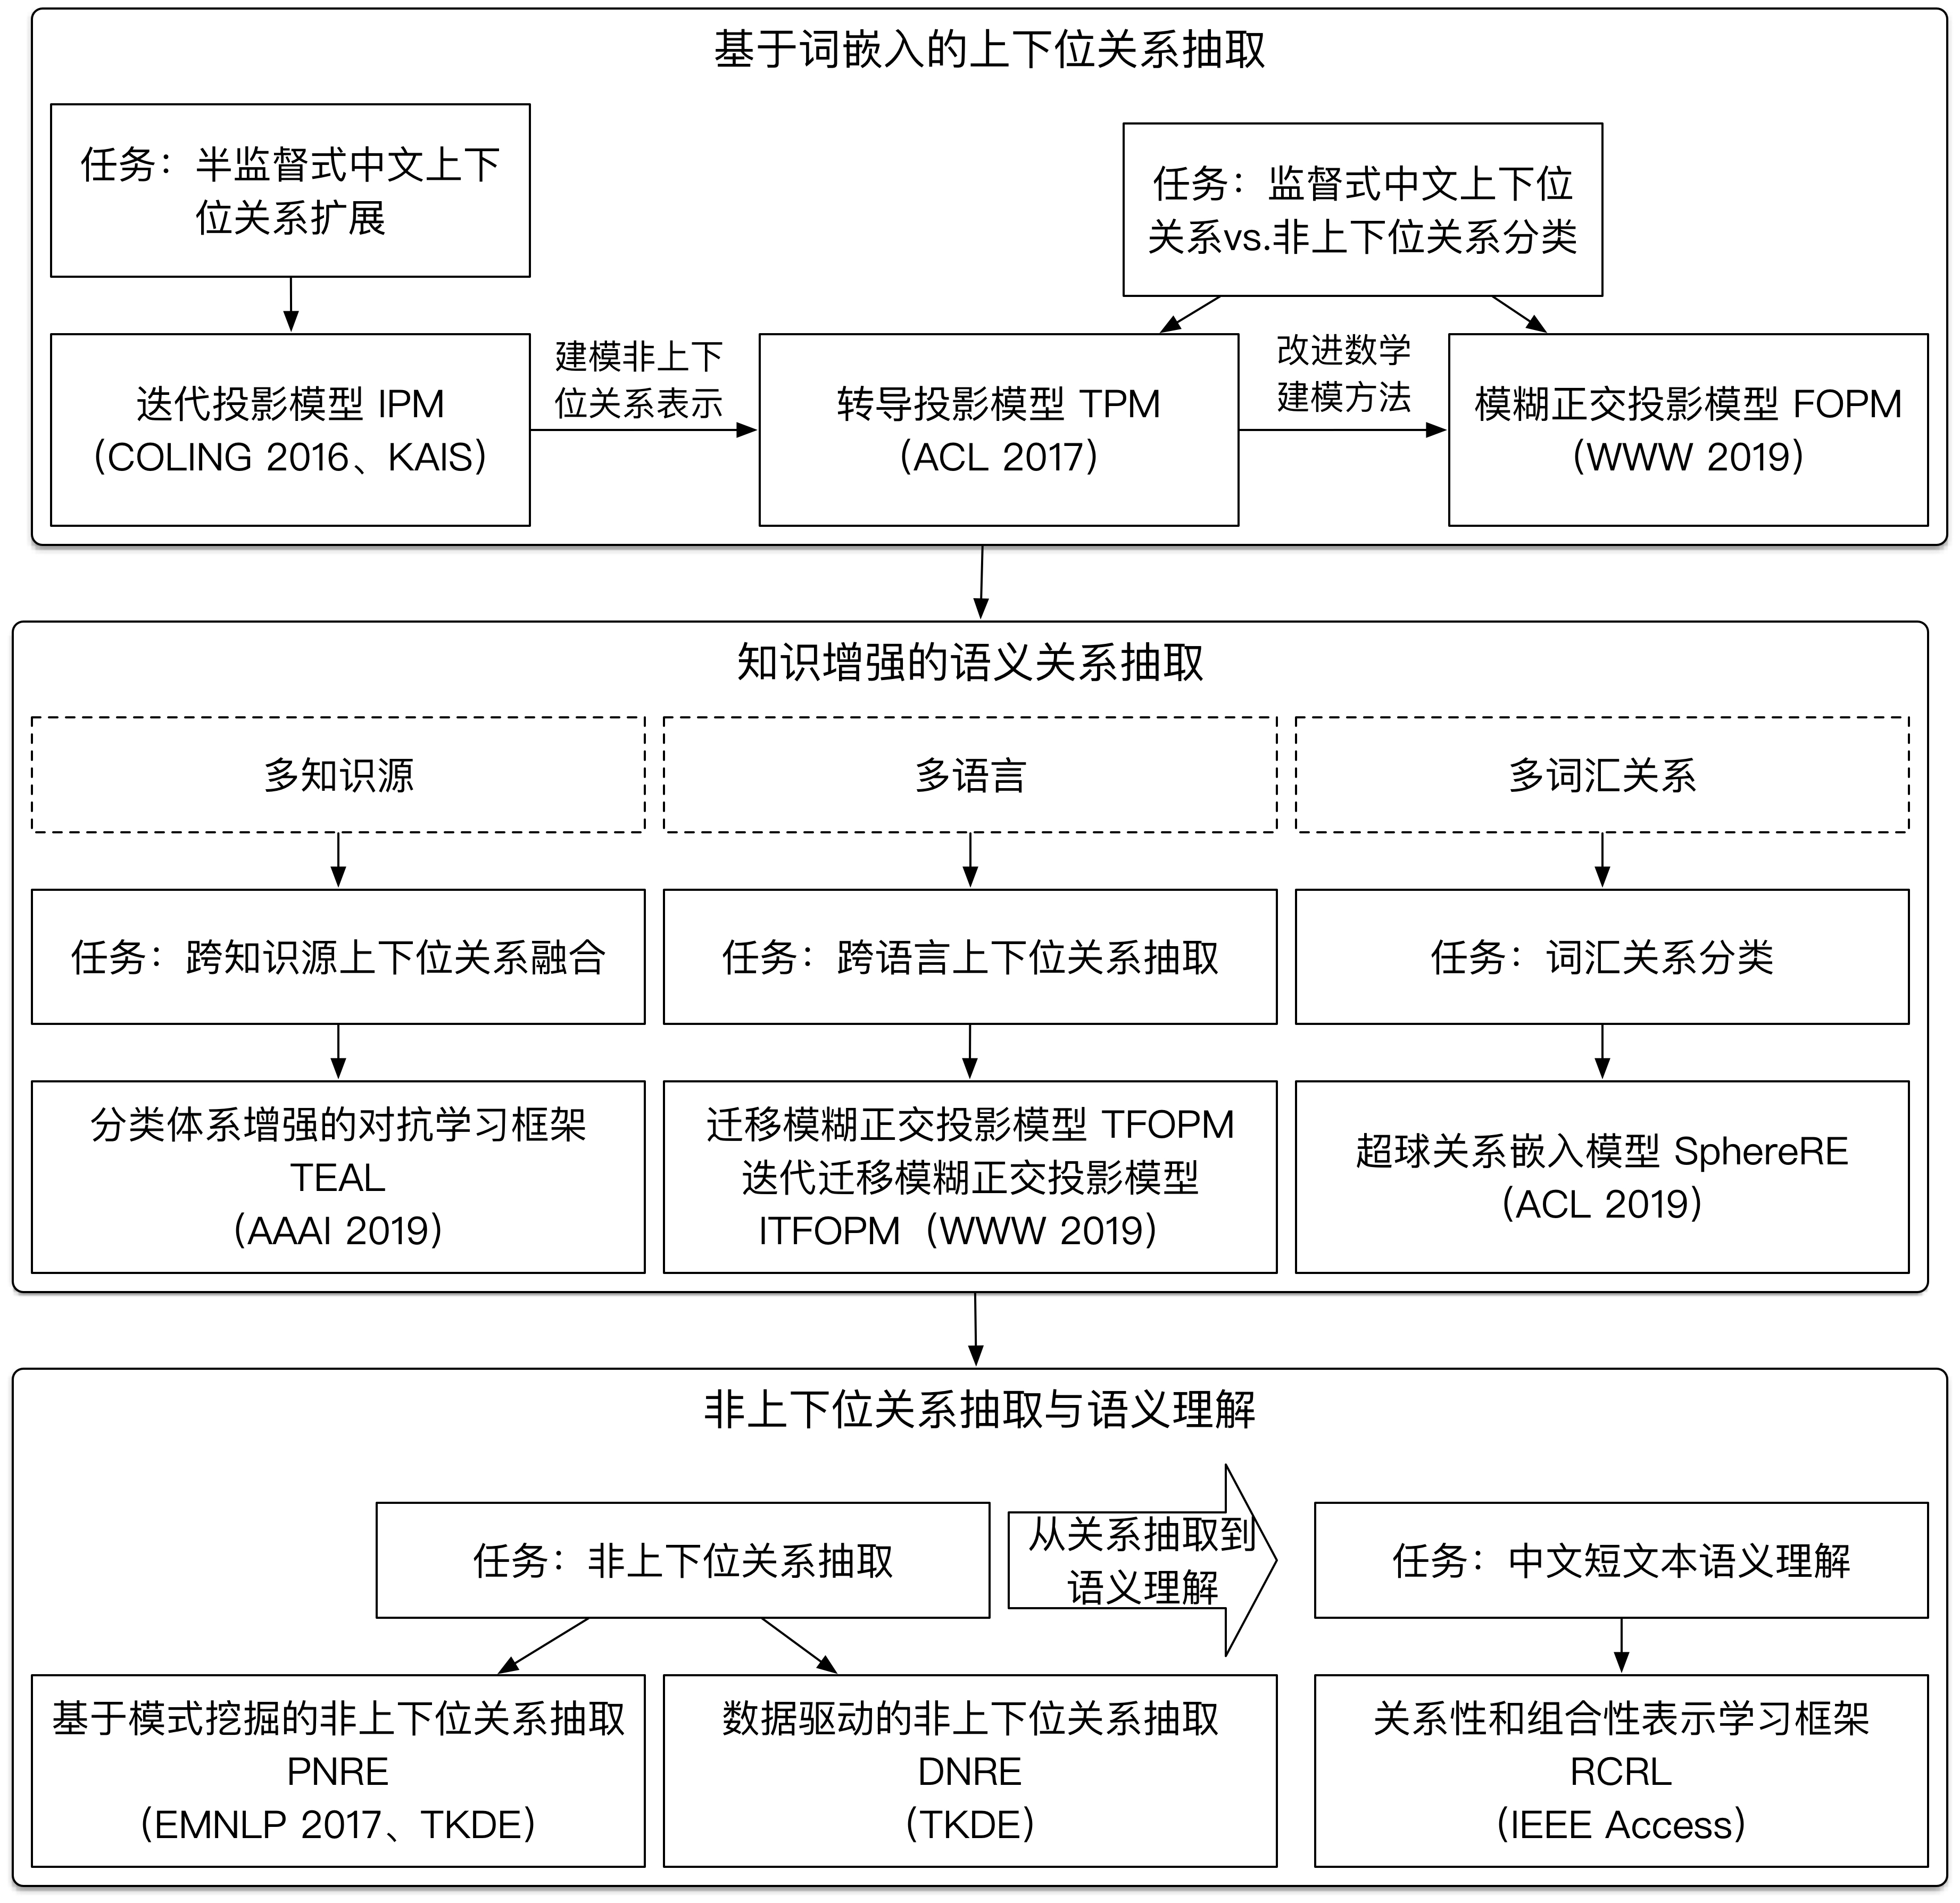 基于词嵌入的上下位关系抽取
任务：半监督式中文上下
位关系扩展
任务：监督式中文上下位
关系vs.非上下位关系分类
迭代投影模型 IPM
（COLING 2016、KAIS）
建模非上下
位关系表示
转导投影模型 TPM
（ACL 2017）
改进数学
建模方法
模糊正交投影模型 FOPM
（WWW 2019）
知识增强的语义关系抽取
多知识源
多语言
多词汇关系
任务：跨知识源上下位关系融合
任务：跨语言上下位关系抽取
任务：词汇关系分类
分类体系增强的对抗学习框架
TEAL
（AAAI 2019）
迁移模糊正交投影模型 TFOPM
迭代迁移模糊正交投影模型
ITFOPM（WWW 2019）
超球关系嵌入模型 SphereRE
（ACL 2019）
非上下位关系抽取与语义理解
任务：非上下位关系抽取
从关系抽取到
语义理解
任务：中文短文本语义理解
基于模式挖掘的非上下位关系抽取
PNRE
（EMNLP 2017、TKDE）
数据驱动的非上下位关系抽取
DNRE
（TKDE）
关系性和组合性表示学习框架
RCRL
（IEEE Access）